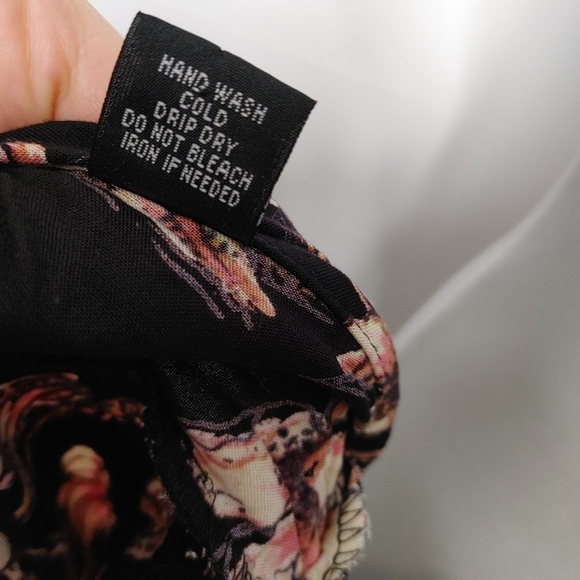 HAND WASH
COLD
DRIP DRY
DO NOT BLEACH
IRON IF NEEDED